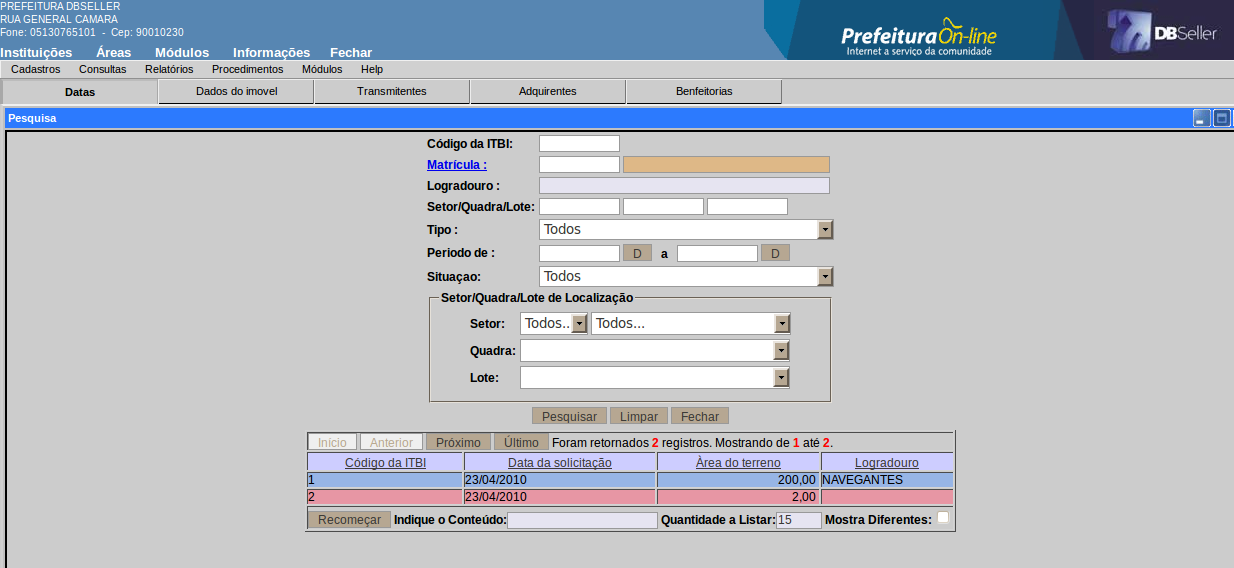 PREFEITURA DBSELLER
RUA GENERAL CAMARA
Fone: 05130765101 - Cep: 90010230
Prefeitura On-line
Internet a serviço da comunidade
DBSeller
Instituições Áreas Módulos Informações Fechar
Cadastros Consultas Relatórios Procedimentos Módulos Help
Datas Dados do imovel Transmitentes Adquirentes Benfeitorias
Pesquisa
Código da ITBI:
Matrícula :
Logradouro :
Setor/Quadra/Lote:
Tipo : Todos
Periodo de : D a D
Situaçao: Todos
Setor/Quadra/Lote de Localização
Setor: Todos... Todos...
Quadra:
Lote:
Pesquisar Limpar Fechar
Início Anterior Próximo Último Foram retornados 2 registros. Mostrando de 1 até 2.
Código da ITBI Data da solicitação Àrea do terreno Logradouro
1 23/04/2010 200,00 NAVEGANTES
2 23/04/2010 2,00
Recomeçar Indique o Conteúdo: Quantidade a Listar: 15 Mostra Diferentes: